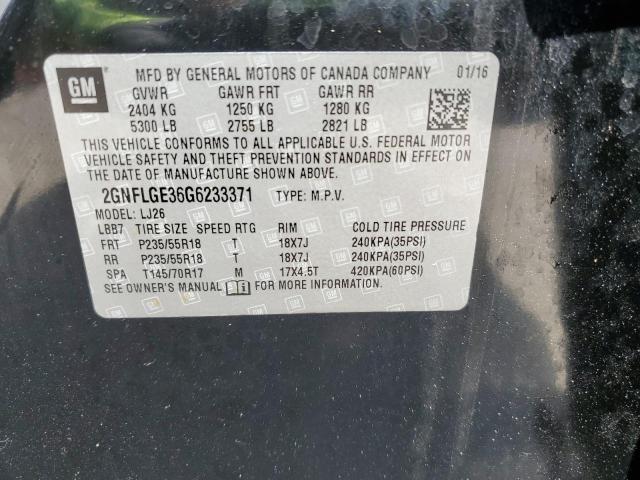 GM
MFD BY GENERAL MOTORS OF CANADA COMPANY 01/16
GVWR GAWR FRT GAWR RR
2404 KG 1250 KG 1280 KG
5300 LB 2755 LB 2821 LB
THIS VEHICLE CONFORMS TO ALL APPLICABLE U.S. FEDERAL MOTOR
VEHICLE SAFETY AND THEFT PREVENTION STANDARDS IN EFFECT ON
THE DATE OF MANUFACTURE SHOWN ABOVE.
2GNFLGE36G6233371 TYPE: M.P.V.
MODEL: LJ26
LBB7 TIRE SIZE SPEED RTG RIM COLD TIRE PRESSURE
FRT P235/55R18 T 18X7J 240KPA(35PSI)
RR P235/55R18 T 18X7J 240KPA(35PSI)
SPA T145/70R17 M 17X4.5T 420KPA(60PSI)
SEE OWNER'S MANUAL FOR MORE INFORMATION.